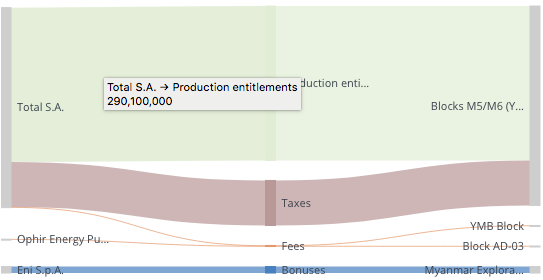 Total S.A. → Production entitlements
290,100,000
duction enti...
Total S.A.
Blocks M5/M6 (Y...
Taxes
YMB Block
Ophir Energy Pu...
Fees
Block AD-03
Eni S.p.A.
Bonuses
Myanmar Explora...